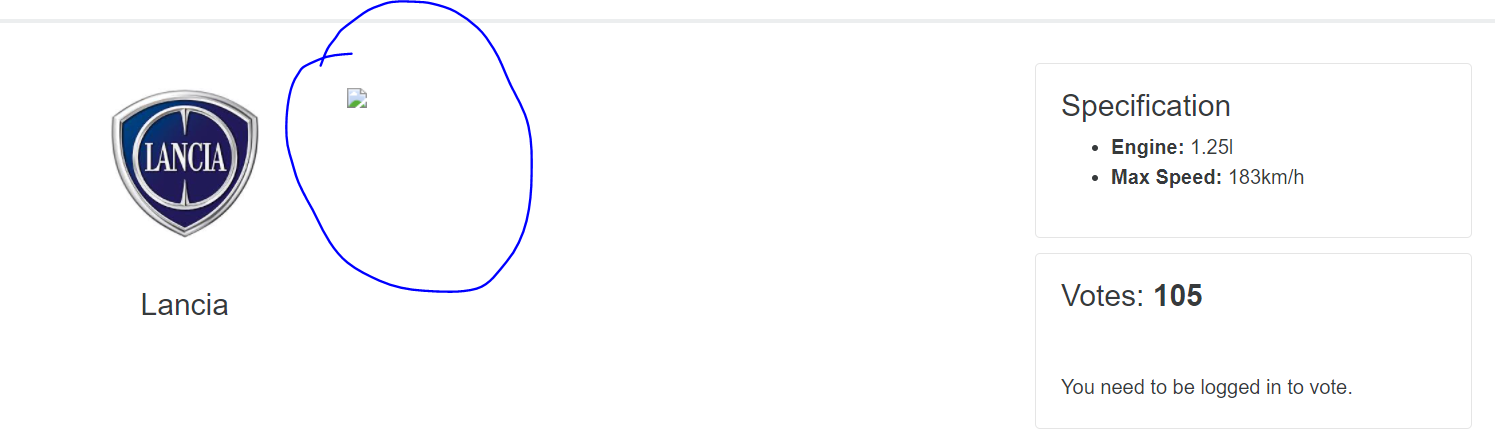 LANCIA
Lancia
Specification
Engine: 1.25l
Max Speed: 183km/h
Votes: 105
You need to be logged in to vote.